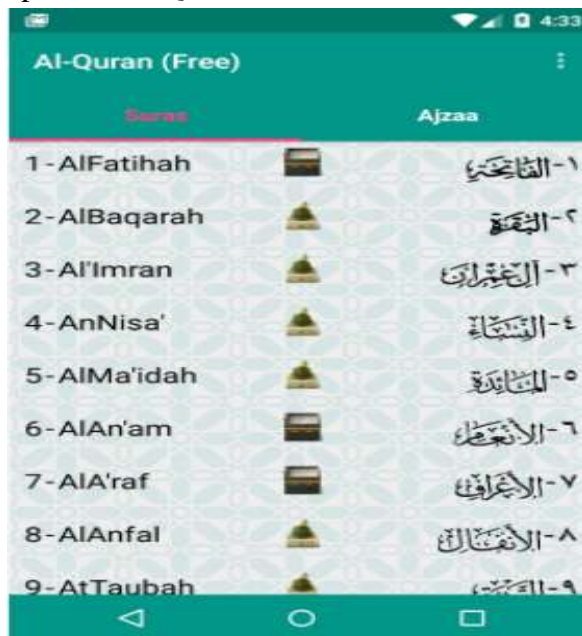 4:33
Al-Quran (Free)
Suras Ajzaa
1-AlFatihah ١-الفاتحة
2-AlBaqarah ٢-البقرة
3-Al'Imran ٣-آل عمران
4-AnNisa' ٤-النساء
5-AlMa'idah ٥-المائدة
6-AlAn'am ٦-الأنعام
7-AlA'raf ٧-الأعراف
8-AlAnfal ٨-الأنفال
9-AtTaubah ٩-